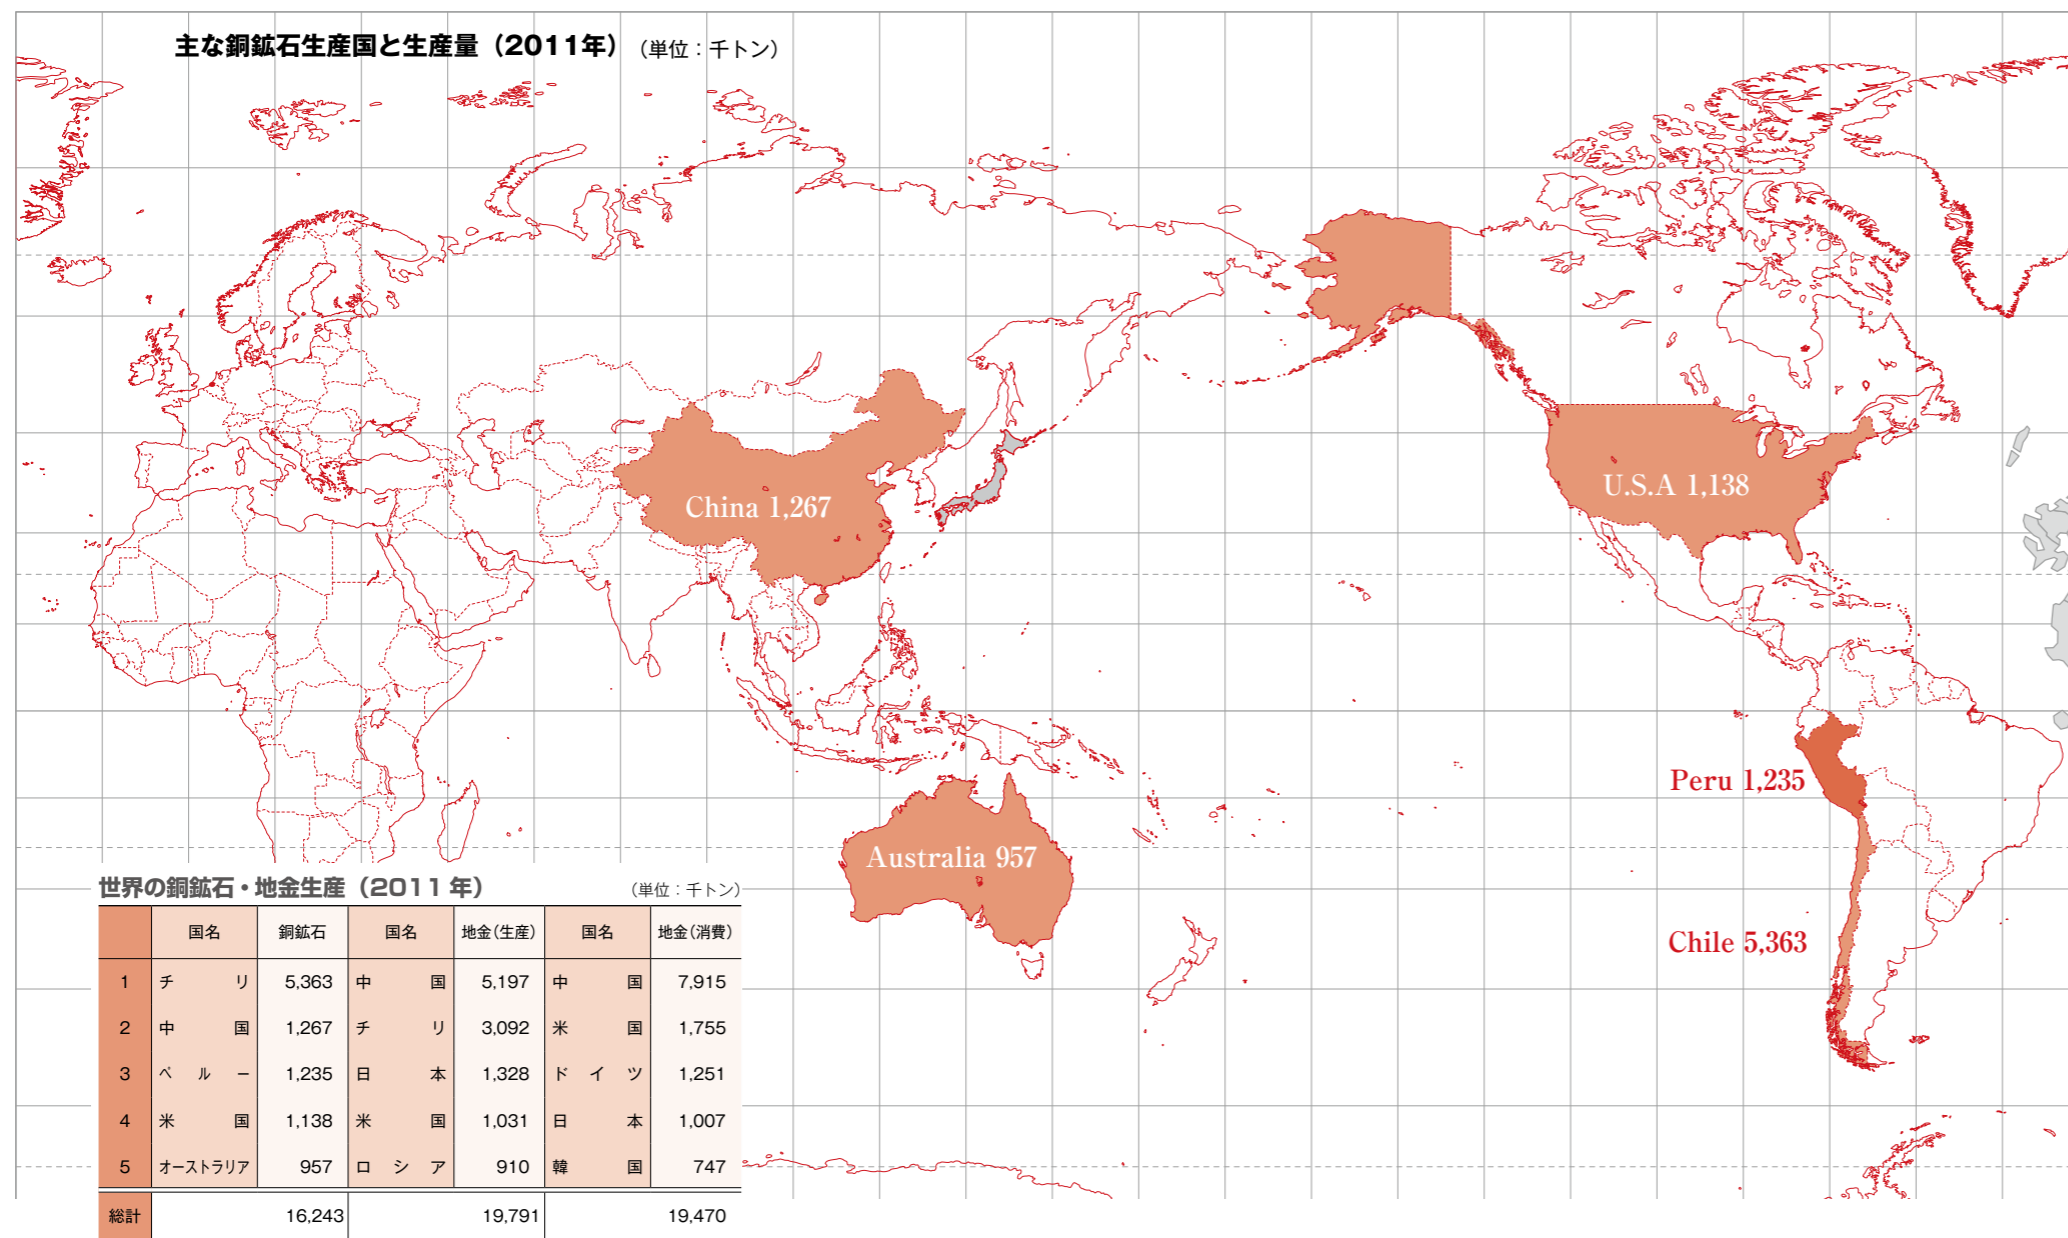 主な銅鉱石生産国と生産量（2011年）（単位：千トン）
China 1,267
U.S.A 1,138
Peru 1,235
Australia 957
Chile 5,363
世界の銅鉱石・地金生産（2011年）（単位：千トン）
国名 銅鉱石 国名 地金(生産) 国名 地金(消費)
1 チリ 5,363 中国 5,197 中国 7,915
2 中国 1,267 チリ 3,092 米国 1,755
3 ペルー 1,235 日本 1,328 ドイツ 1,251
4 米国 1,138 米国 1,031 日本 1,007
5 オーストラリア 957 ロシア 910 韓国 747
総計 16,243 19,791 19,470